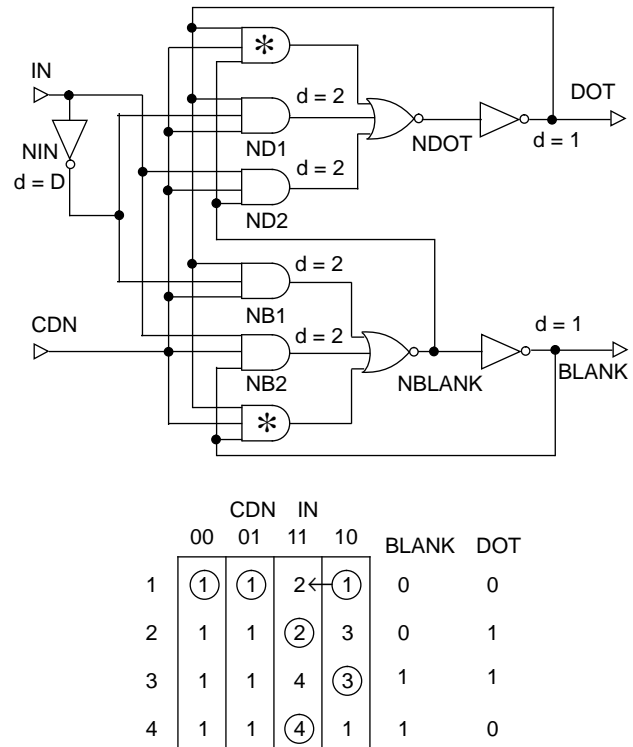 *
IN
d = 2
DOT
ND1
NDOT
d = 1
NIN
d = 2
d = D
ND2
d = 2
CDN
NB1
d = 2
d = 1
NB2
NBLANK
BLANK
*
CDN IN
00 01 11 10 BLANK DOT
1 1 1 2 1 0 0
2 1 1 2 3 0 1
3 1 1 4 3 1 1
4 1 1 4 1 1 0